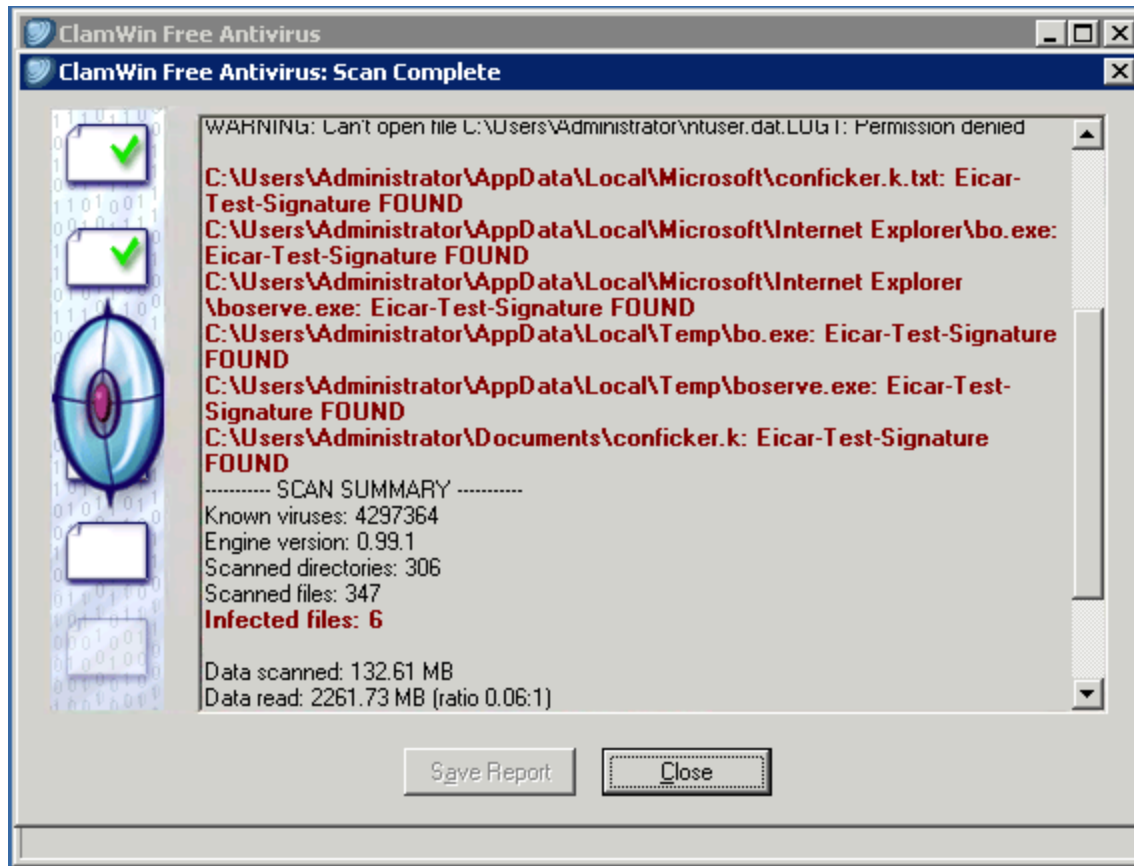 ClamWin Free Antivirus
ClamWin Free Antivirus: Scan Complete
WARNING: Can't open file C:\Users\Administrator\ntuser.dat.LOG1: Permission denied
C:\Users\Administrator\AppData\Local\Microsoft\conficker.k.txt: Eicar-
Test-Signature FOUND
C:\Users\Administrator\AppData\Local\Microsoft\Internet Explorer\bo.exe:
Eicar-Test-Signature FOUND
C:\Users\Administrator\AppData\Local\Microsoft\Internet Explorer
\boserve.exe: Eicar-Test-Signature FOUND
C:\Users\Administrator\AppData\Local\Temp\bo.exe: Eicar-Test-Signature
FOUND
C:\Users\Administrator\AppData\Local\Temp\boserve.exe: Eicar-Test-
Signature FOUND
C:\Users\Administrator\Documents\conficker.k: Eicar-Test-Signature
FOUND
---------- SCAN SUMMARY ----------
Known viruses: 4297364
Engine version: 0.99.1
Scanned directories: 306
Scanned files: 347
Infected files: 6
Data scanned: 132.61 MB
Data read: 2261.73 MB (ratio 0.06:1)
Save Report
Close